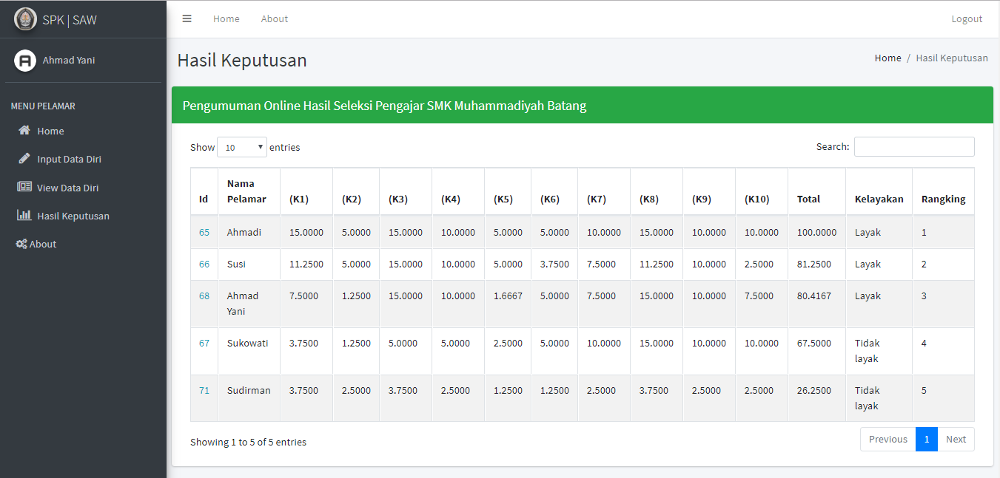 SPK | SAW
Home
About
Logout
Ahmad Yani
MENU PELAMAR
Home
Input Data Diri
View Data Diri
Hasil Keputusan
About
Hasil Keputusan
Home / Hasil Keputusan
Pengumuman Online Hasil Seleksi Pengajar SMK Muhammadiyah Batang
Show 10 entries
Search:
Id Nama Pelamar (K1) (K2) (K3) (K4) (K5) (K6) (K7) (K8) (K9) (K10) Total Kelayakan Rangking
65 Ahmadi 15.0000 5.0000 15.0000 10.0000 5.0000 5.0000 10.0000 15.0000 10.0000 10.0000 100.0000 Layak 1
66 Susi 11.2500 5.0000 15.0000 10.0000 5.0000 3.7500 7.5000 11.2500 10.0000 2.5000 81.2500 Layak 2
68 Ahmad Yani 7.5000 1.2500 15.0000 10.0000 1.6667 5.0000 7.5000 15.0000 10.0000 7.5000 80.4167 Layak 3
67 Sukowati 3.7500 1.2500 5.0000 5.0000 2.5000 5.0000 10.0000 15.0000 10.0000 10.0000 67.5000 Tidak layak 4
71 Sudirman 3.7500 2.5000 3.7500 2.5000 1.2500 1.2500 2.5000 3.7500 2.5000 2.5000 26.2500 Tidak layak 5
Showing 1 to 5 of 5 entries
Previous 1 Next